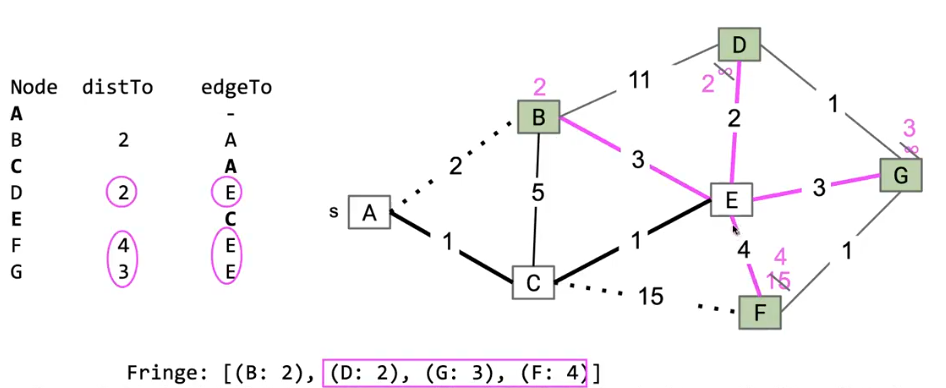 Node distTo edgeTo
A -
B 2 A
C A
D 2 E
E C
F 4 E
G 3 E
s
A
B
C
D
E
F
G
2
1
5
11
3
1
15
2
3
4
1
1
2
2 ∞
3
∞
4
15
Fringe: [(B: 2), (D: 2), (G: 3), (F: 4)]